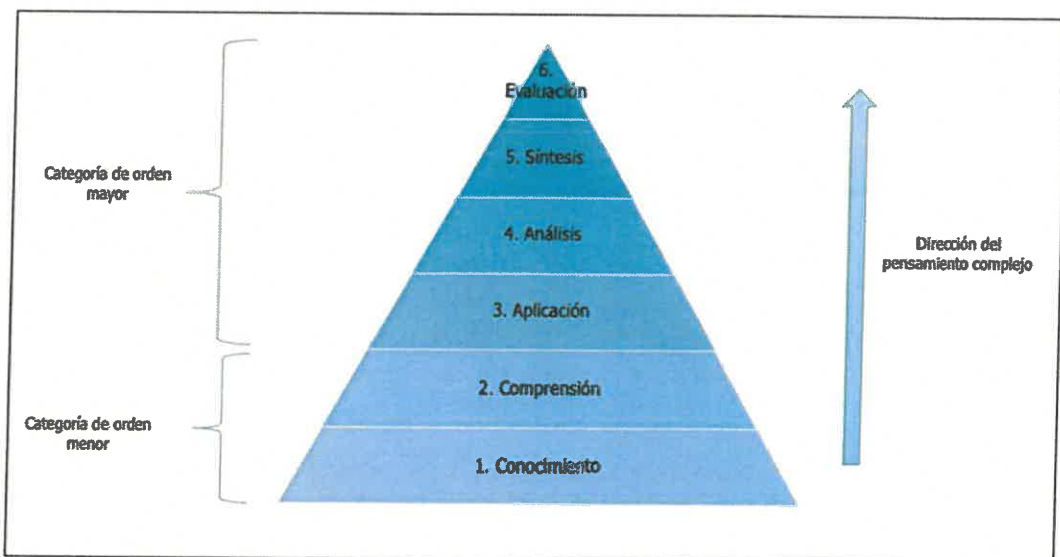 6.
Evaluación
5. Síntesis
4. Análisis
3. Aplicación
2. Comprensión
1. Conocimiento
Categoría de orden
mayor
Categoría de orden
menor
Dirección del
pensamiento complejo